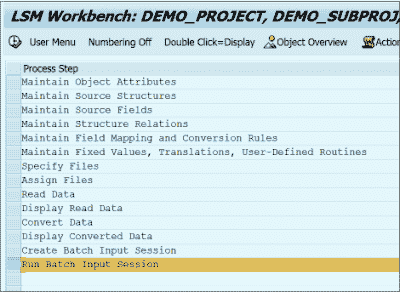 LSM Workbench: DEMO_PROJECT, DEMO_SUBPROJ
User Menu Numbering Off Double Click=Display Object Overview Action
Process Step
Maintain Object Attributes
Maintain Source Structures
Maintain Source Fields
Maintain Structure Relations
Maintain Field Mapping and Conversion Rules
Maintain Fixed Values, Translations, User-Defined Routines
Specify Files
Assign Files
Read Data
Display Read Data
Convert Data
Display Converted Data
Create Batch Input Session
Run Batch Input Session